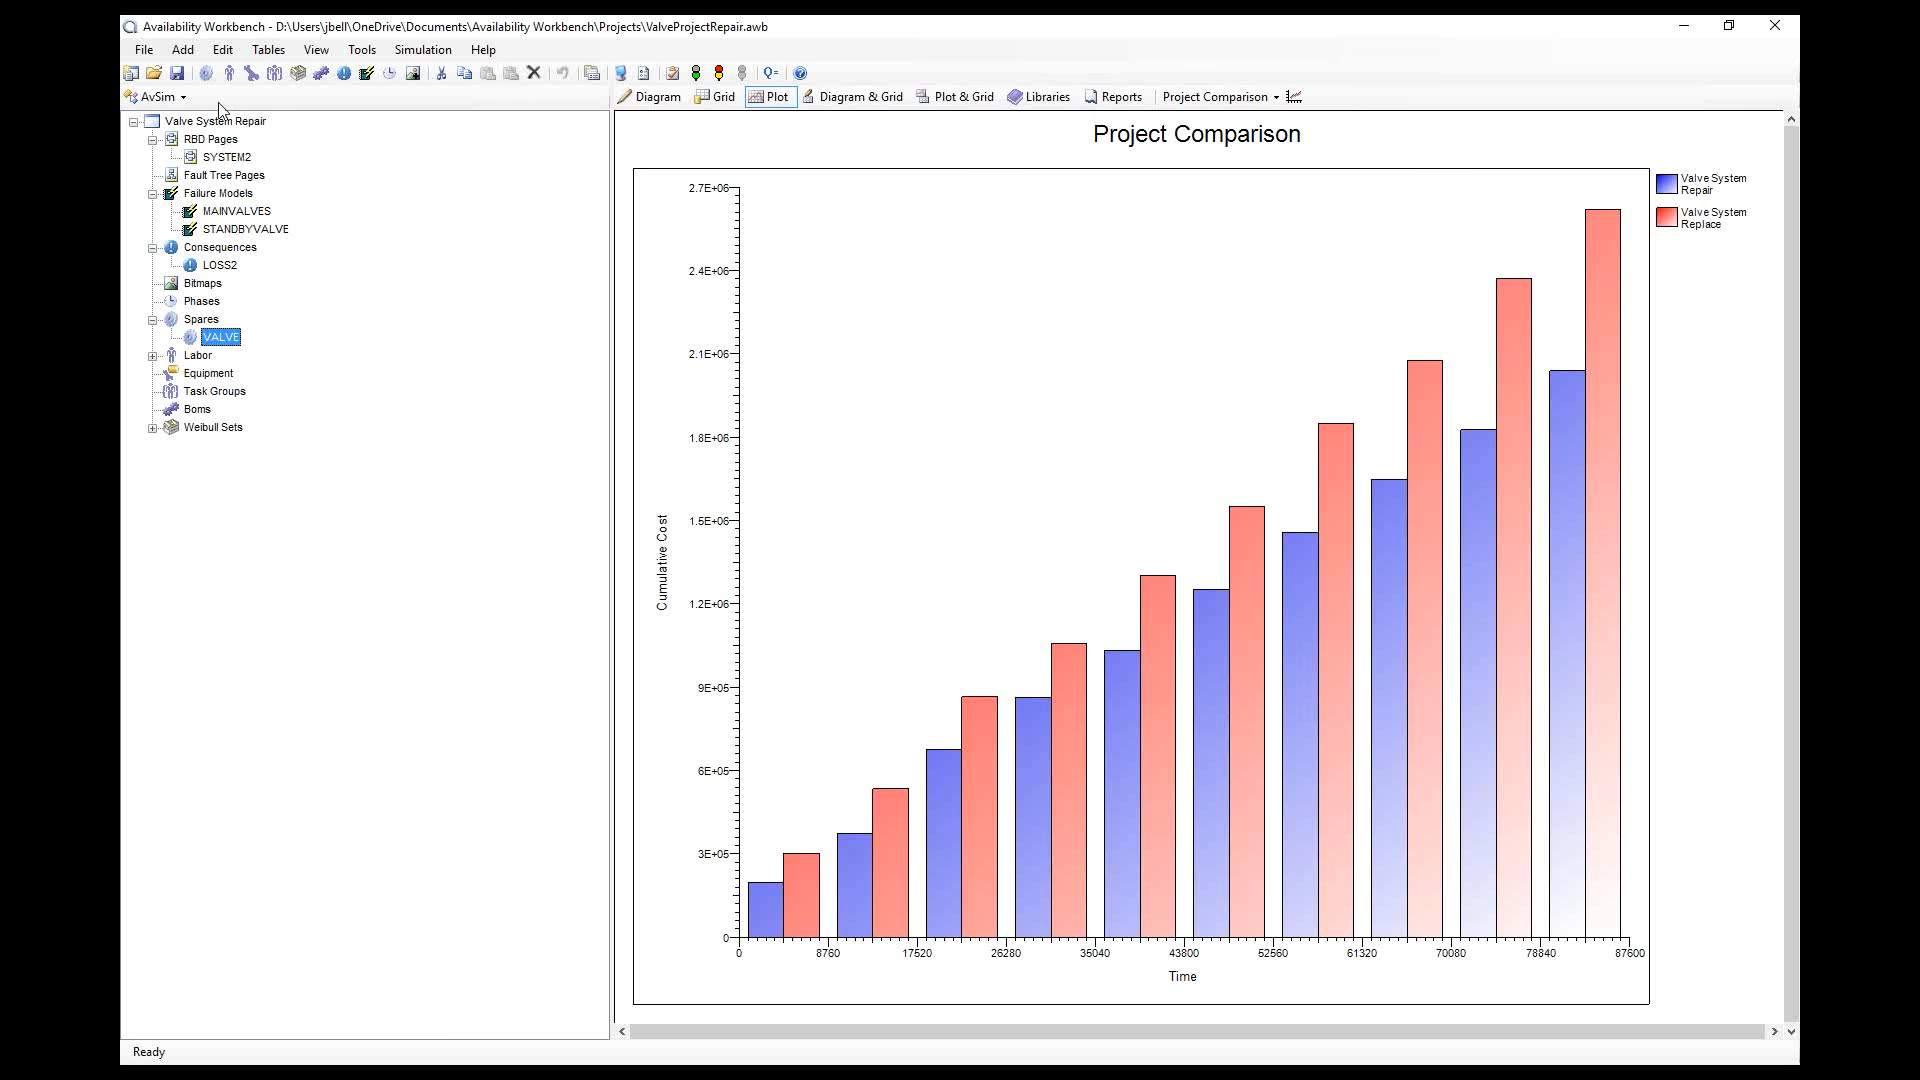 Availability Workbench - D:\Users\jbell\OneDrive\Documents\Availability Workbench\Projects\ValveProjectRepair.awb
File Add Edit Tables View Tools Simulation Help
Q=
AvSim
Diagram Grid Plot Diagram & Grid Plot & Grid Libraries Reports Project Comparison
Valve System Repair
RBD Pages
SYSTEM2
Fault Tree Pages
Failure Models
MAINVALVES
STANDBYVALVE
Consequences
LOSS2
Bitmaps
Phases
Spares
VALVE
Labor
Equipment
Task Groups
Boms
Weibull Sets
Project Comparison
Valve System
Repair
Valve System
Replace
2.7E+06
2.4E+06
2.1E+06
1.8E+06
1.5E+06
1.2E+06
9E+05
6E+05
3E+05
0
Cumulative Cost
0 8760 17520 26280 35040 43800 52560 61320 70080 78840 87600
Time
Ready